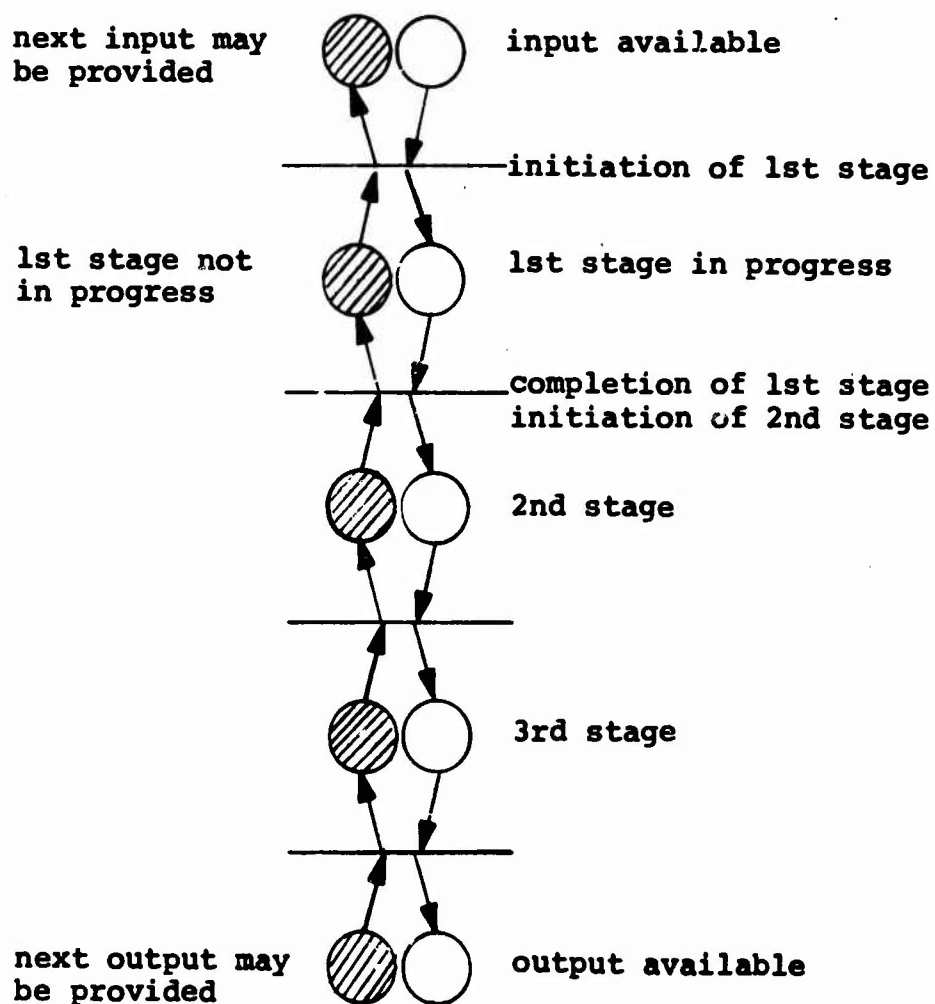 next input may
be provided
input available
initiation of 1st stage
1st stage not
in progress
1st stage in progress
completion of 1st stage
initiation of 2nd stage
2nd stage
3rd stage
next output may
be provided
output available